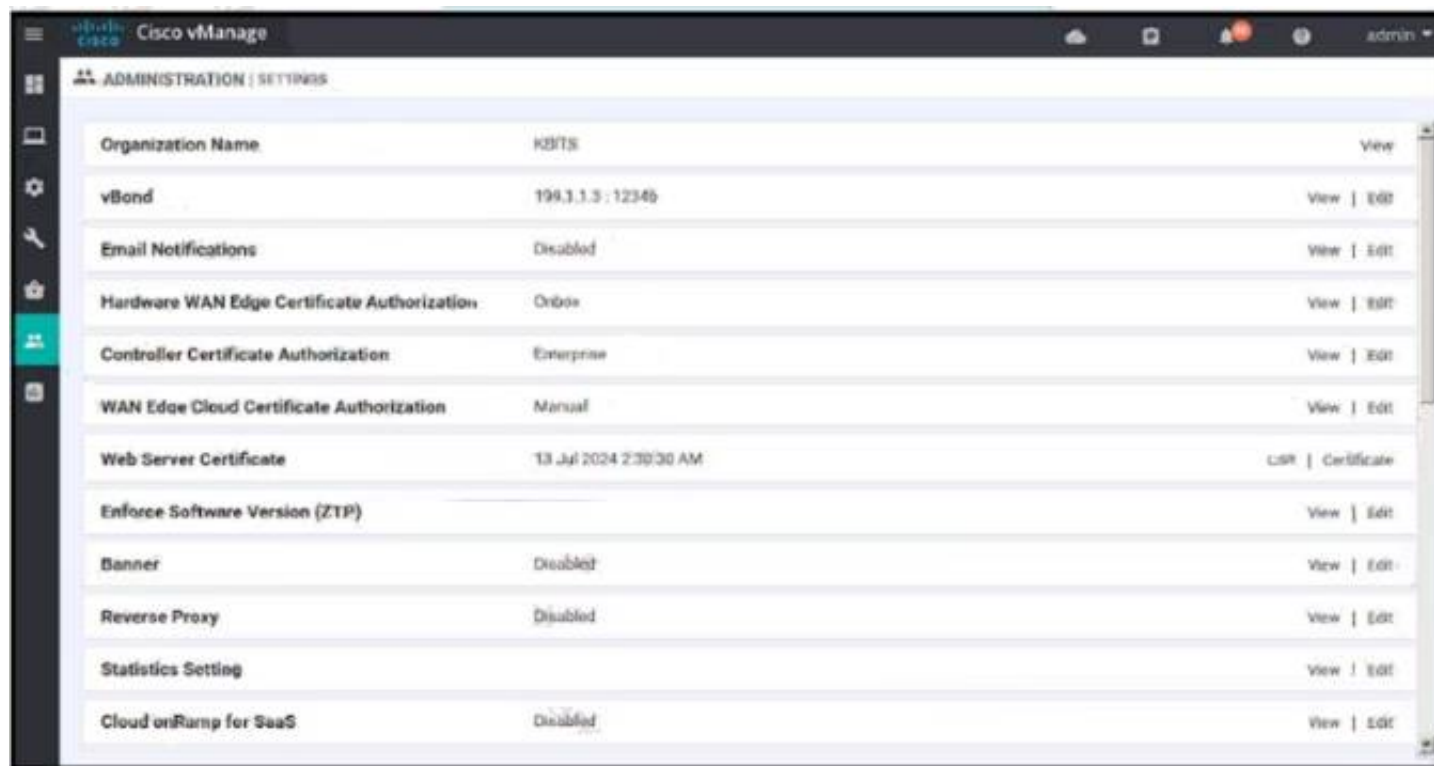 CISCO Cisco vManage admin
ADMINISTRATION | SETTINGS
Organization Name KBITS View
vBond 199.1.1.3 : 12346 View | Edit
Email Notifications Disabled View | Edit
Hardware WAN Edge Certificate Authorization Onbox View | Edit
Controller Certificate Authorization Enterprise View | Edit
WAN Edge Cloud Certificate Authorization Manual View | Edit
Web Server Certificate 13 Jul 2024 2:30:30 AM CSR | Certificate
Enforce Software Version (ZTP) View | Edit
Banner Disabled View | Edit
Reverse Proxy Disabled View | Edit
Statistics Setting View | Edit
Cloud onRamp for SaaS Disabled View | Edit